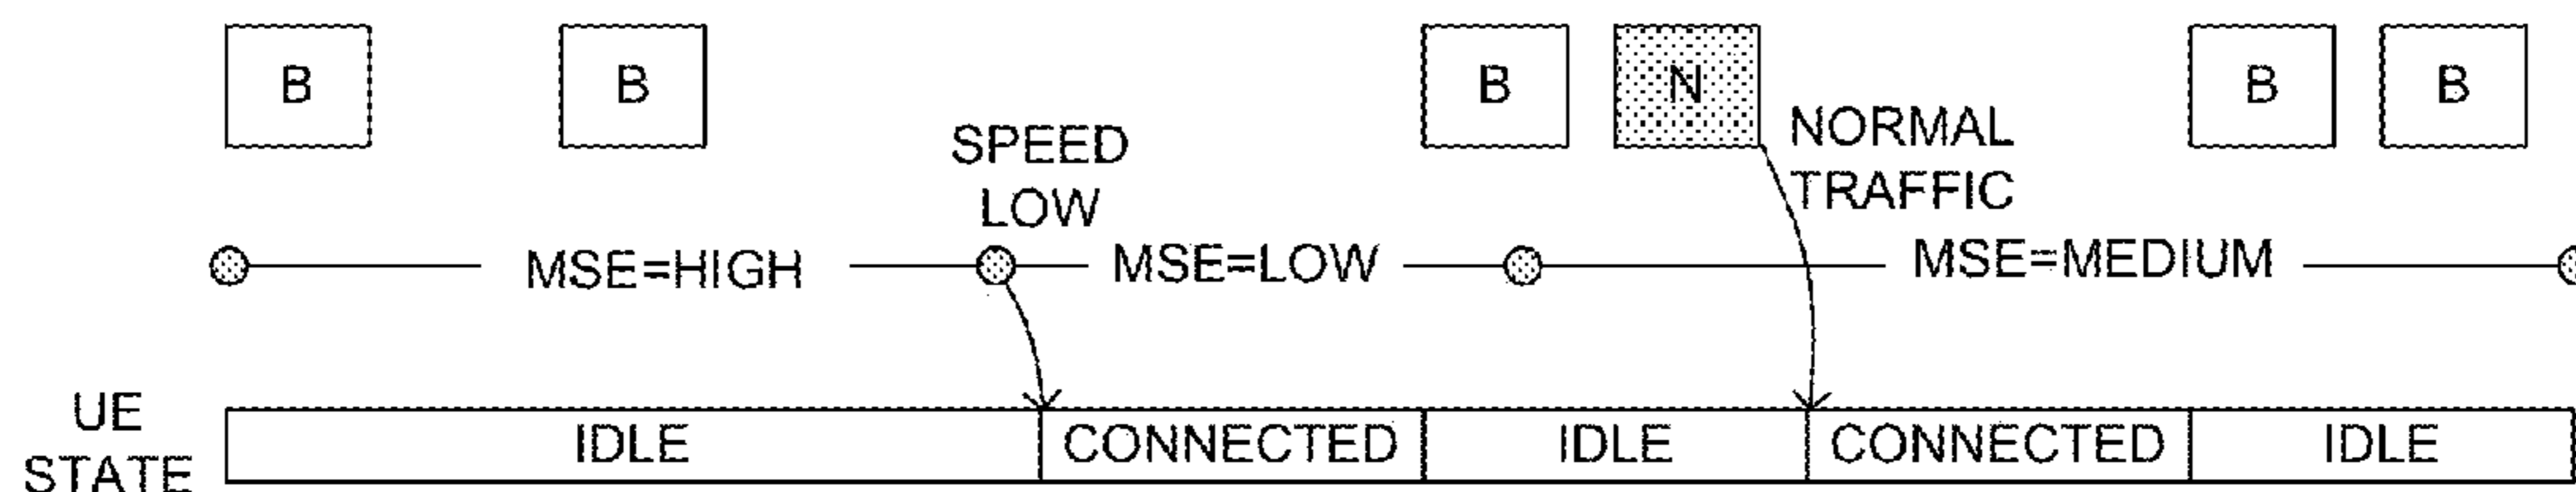 B B B N B B
SPEED
LOW
NORMAL
TRAFFIC
MSE=HIGH MSE=LOW MSE=MEDIUM
UE
STATE
IDLE CONNECTED IDLE CONNECTED IDLE